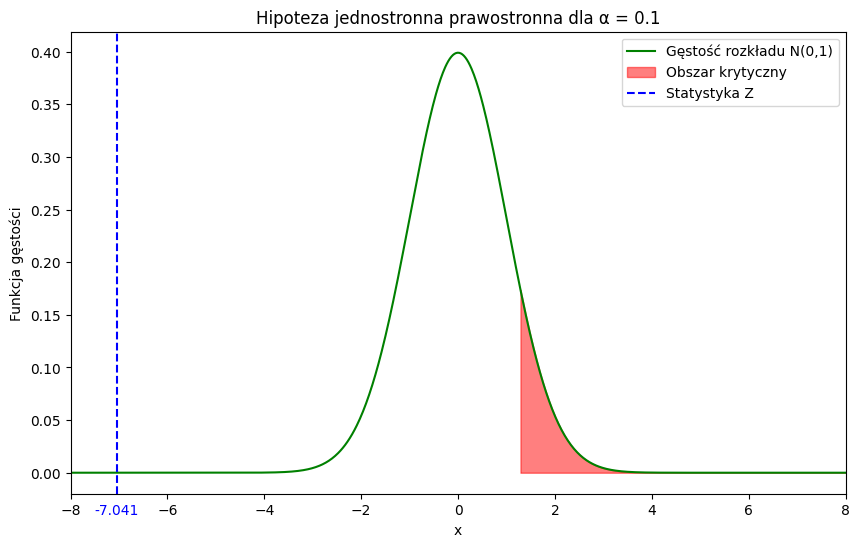 Hipoteza jednostronna prawostronna dla α = 0.1
Gęstość rozkładu N(0,1)
Obszar krytyczny
Statystyka Z
Funkcja gęstości
0.40
0.35
0.30
0.25
0.20
0.15
0.10
0.05
0.00
−8 -7.041 −6 −4 −2 0 2 4 6 8
x